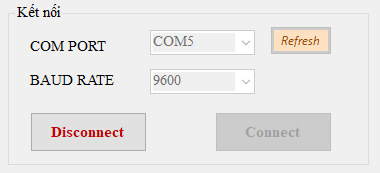 Kết nối
COM PORT COM5 Refresh
BAUD RATE 9600
Disconnect Connect